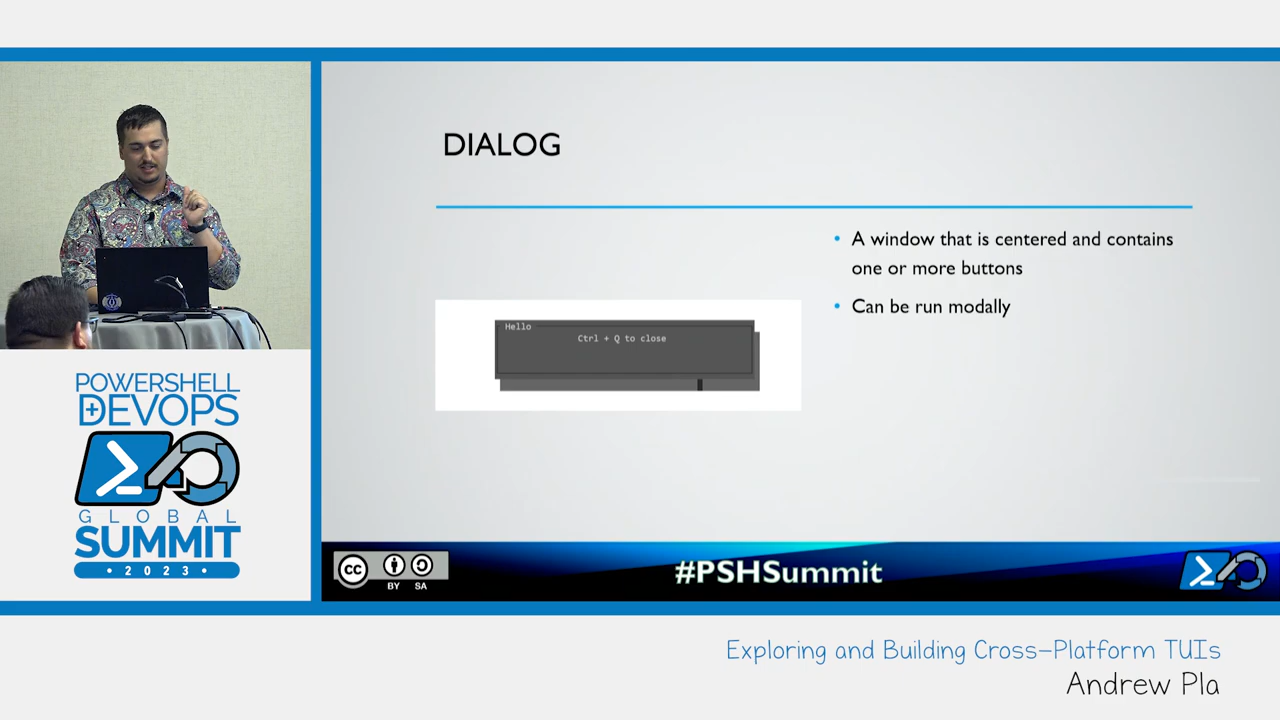 DIALOG
A window that is centered and contains
one or more buttons
Can be run modally
Hello
Ctrl + Q to close
POWERSHELL
DEVOPS
GLOBAL
SUMMIT
• 2023 •
CC
BY SA
#PSHSummit
Exploring and Building Cross-Platform TUIs
Andrew Pla